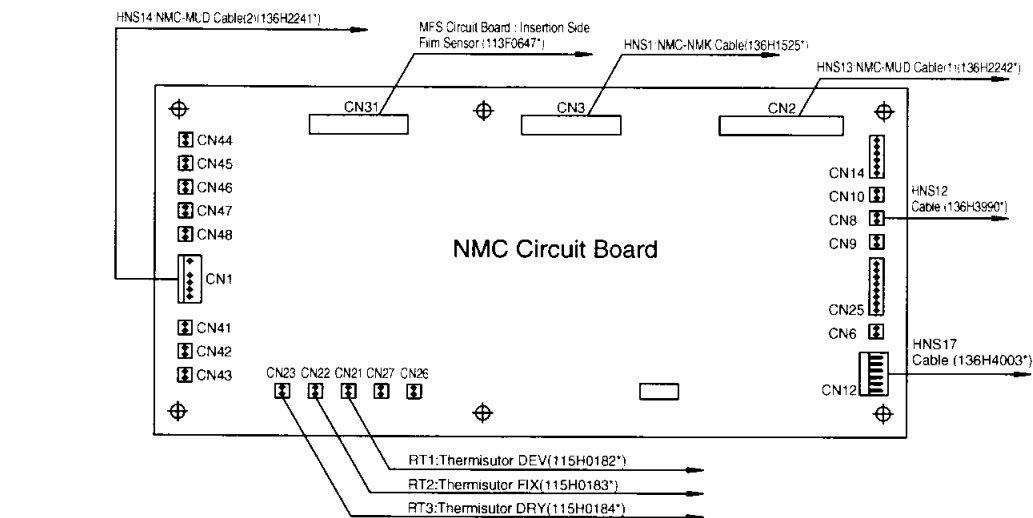 HNS14:NMC-MUD Cable(2)(136H2241*)
MFS Circuit Board : Insertion Side
Film Sensor (113F0647*)
HNS1:NMC-NMK Cable(136H1525*)
HNS13:NMC-MUD Cable(1)(136H2242*)
CN31
CN3
CN2
CN44
CN45
CN46
CN47
CN48
CN1
CN41
CN42
CN43
NMC Circuit Board
CN14
CN10
CN8
CN9
CN25
CN6
CN12
HNS12
Cable (136H3990*)
HNS17
Cable (136H4003*)
CN23 CN22 CN21 CN27 CN26
RT1:Thermisutor DEV(115H0182*)
RT2:Thermisutor FIX(115H0183*)
RT3:Thermisutor DRY(115H0184*)